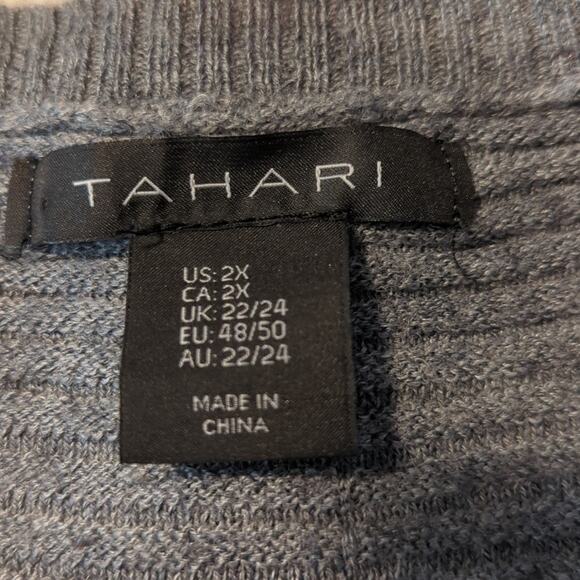 TAHARI
US: 2X
CA: 2X
UK: 22/24
EU: 48/50
AU: 22/24
MADE IN
CHINA